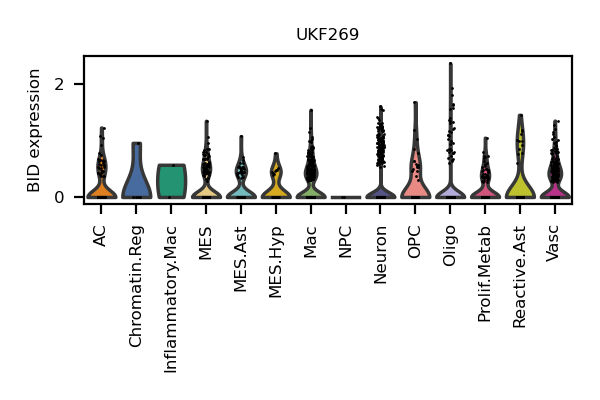 UKF269
BID expression
2
0
AC
Chromatin.Reg
Inflammatory.Mac
MES
MES.Ast
MES.Hyp
Mac
NPC
Neuron
OPC
Oligo
Prolif.Metab
Reactive.Ast
Vasc